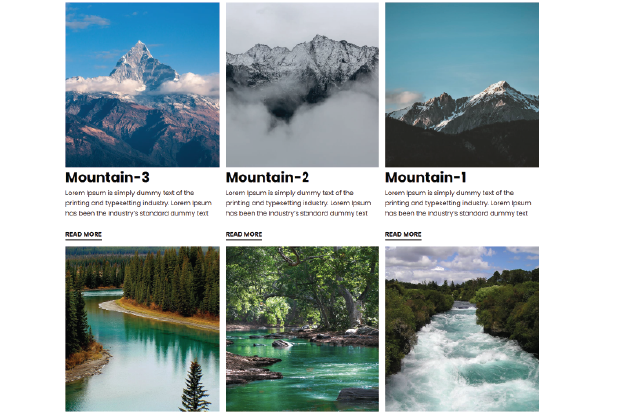 Mountain-3
Lorem Ipsum is simply dummy text of the
printing and typesetting industry. Lorem Ipsum
has been the industry's standard dummy text
READ MORE
Mountain-2
Lorem Ipsum is simply dummy text of the
printing and typesetting industry. Lorem Ipsum
has been the industry's standard dummy text
READ MORE
Mountain-1
Lorem Ipsum is simply dummy text of the
printing and typesetting industry. Lorem Ipsum
has been the industry's standard dummy text
READ MORE